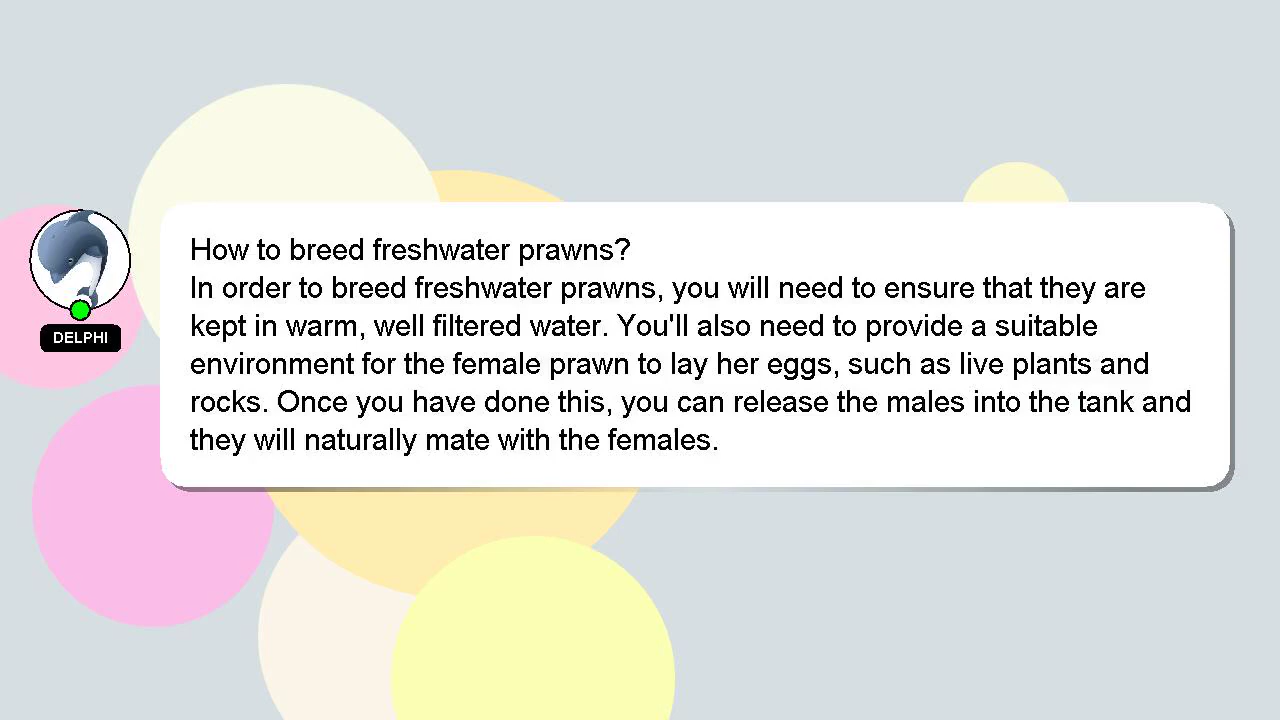 How to breed freshwater prawns?
In order to breed freshwater prawns, you will need to ensure that they are
kept in warm, well filtered water. You'll also need to provide a suitable
environment for the female prawn to lay her eggs, such as live plants and
rocks. Once you have done this, you can release the males into the tank and
they will naturally mate with the females.
DELPHI